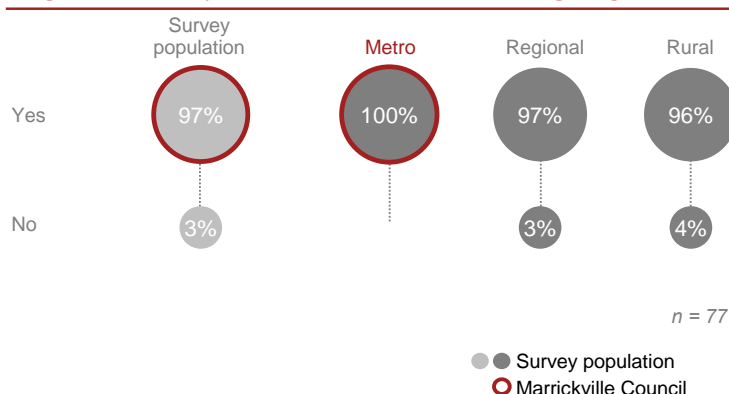 Survey
population
Metro
Regional
Rural
Yes
97%
100%
97%
96%
No
3%
3%
4%
n = 77
Survey population
Marrickville Council